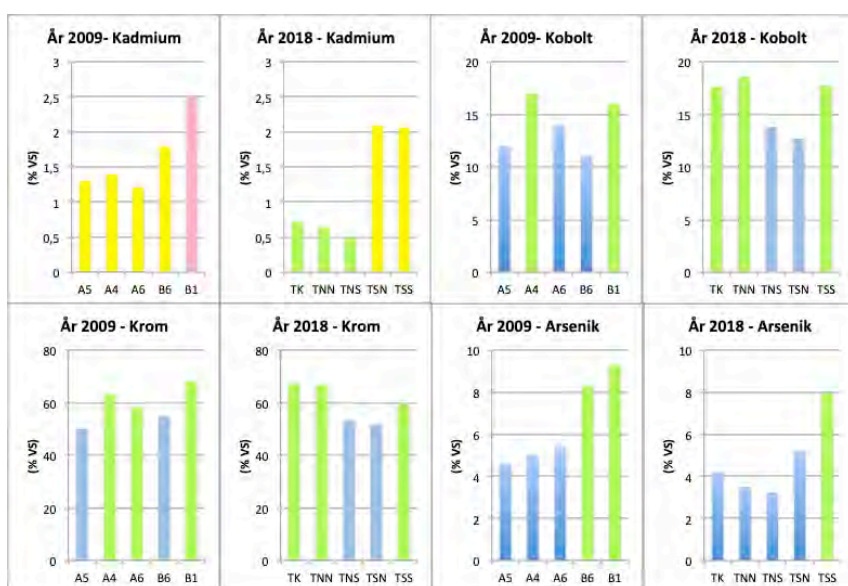 År 2009- Kadmium
3
2,5
2
1,5
1
0,5
0
(% VS)
A5 A4 A6 B6 B1
År 2018 - Kadmium
3
2,5
2
1,5
1
0,5
0
(% VS)
TK TNN TNS TSN TSS
År 2009- Kobolt
20
15
10
5
0
(% VS)
A5 A4 A6 B6 B1
År 2018 - Kobolt
20
15
10
5
0
(% VS)
TK TNN TNS TSN TSS
År 2009 - Krom
80
60
40
20
0
(% VS)
A5 A4 A6 B6 B1
År 2018 - Krom
80
60
40
20
0
(% VS)
TK TNN TNS TSN TSS
År 2009 - Arsenik
10
8
6
4
2
0
(% VS)
A5 A4 A6 B6 B1
År 2018 - Arsenik
10
8
6
4
2
0
(% VS)
TK TNN TNS TSN TSS